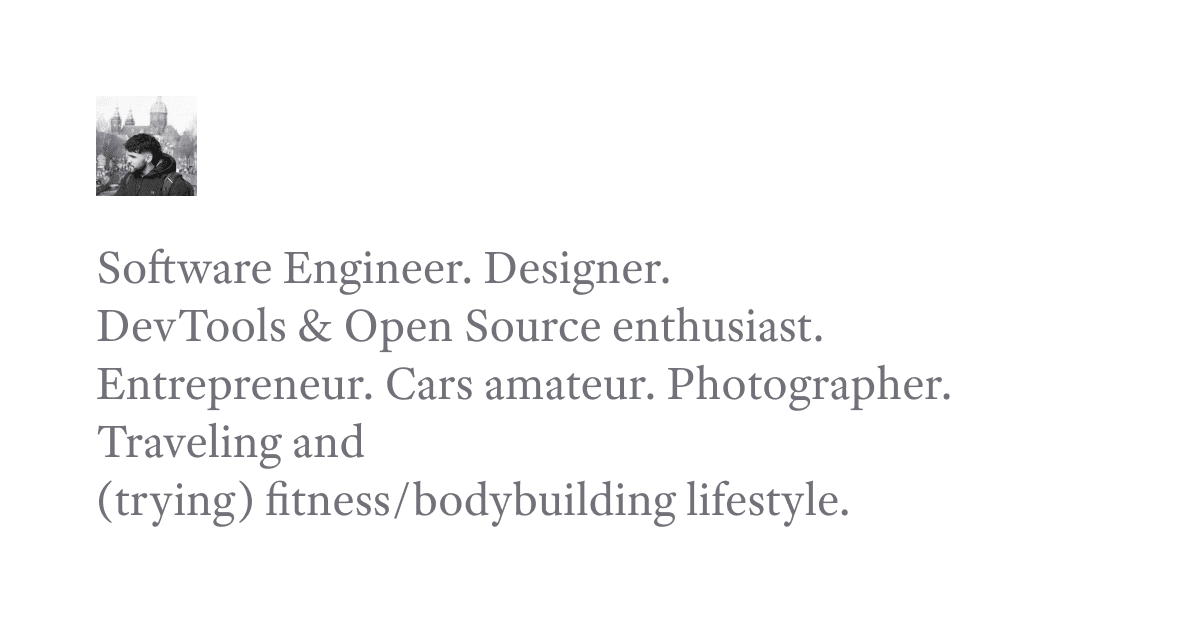 Software Engineer. Designer.
DevTools & Open Source enthusiast.
Entrepreneur. Cars amateur. Photographer.
Traveling and
(trying) fitness/bodybuilding lifestyle.